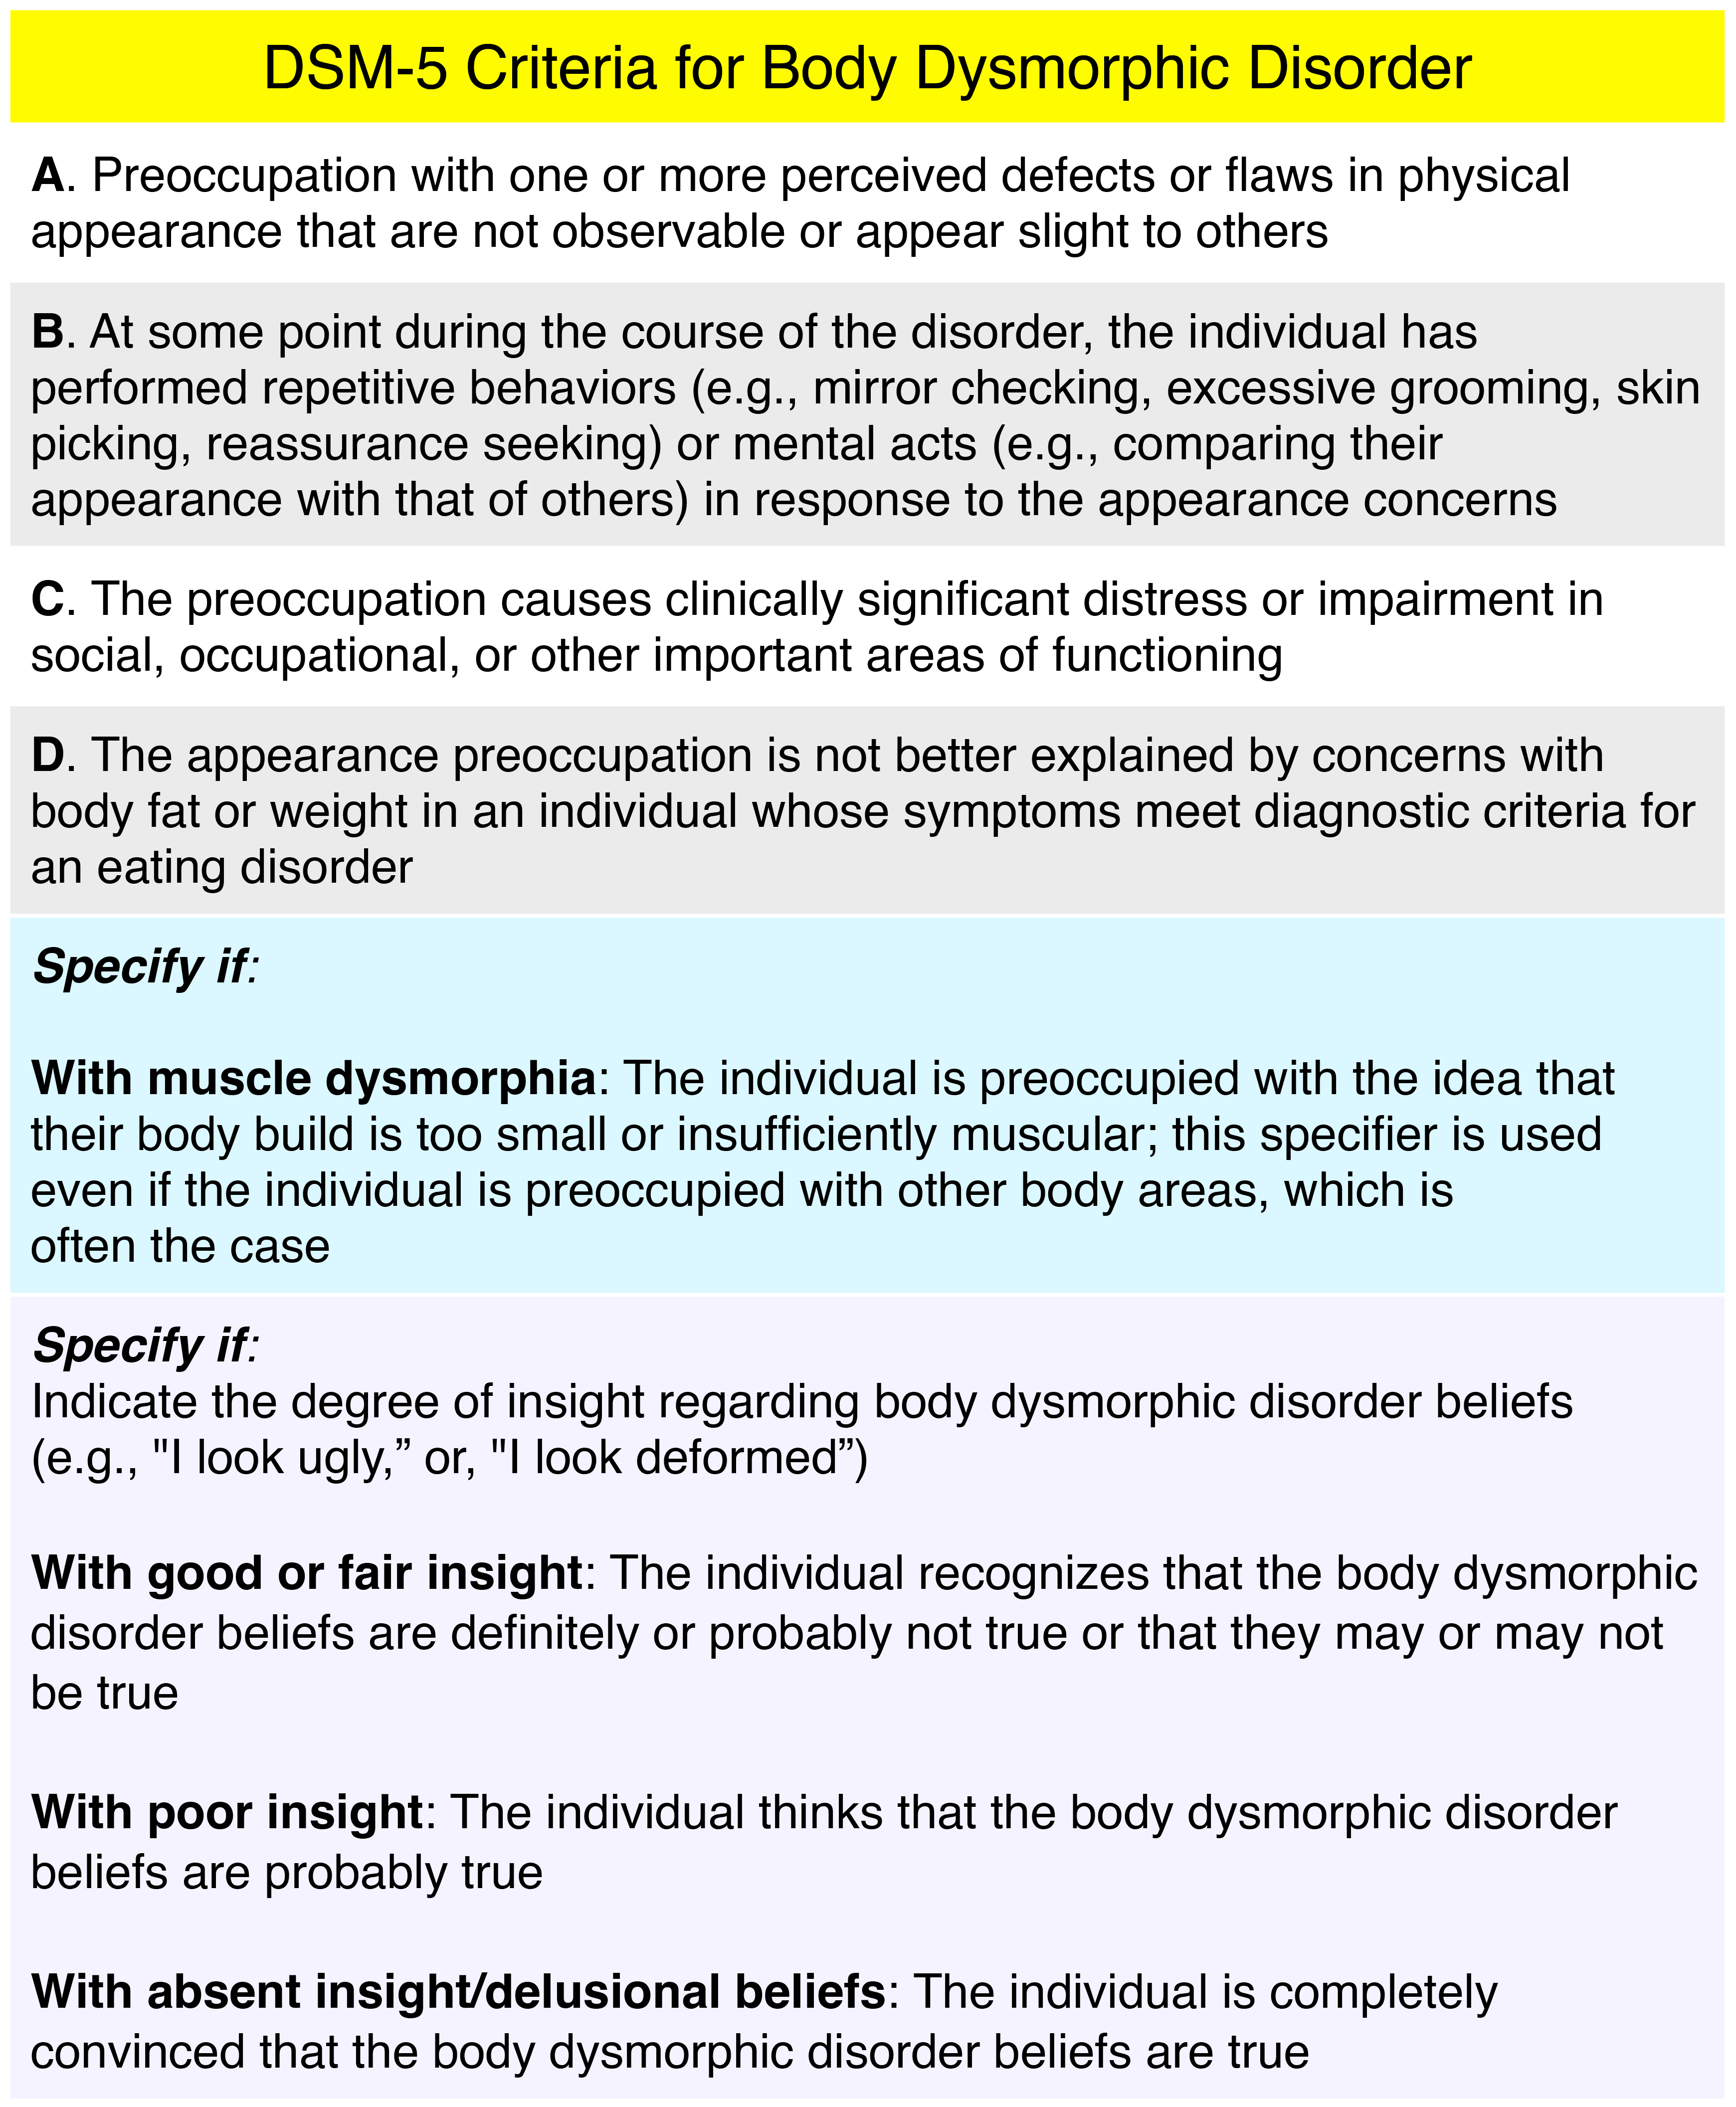 DSM-5 Criteria for Body Dysmorphic Disorder
A. Preoccupation with one or more perceived defects or flaws in physical
appearance that are not observable or appear slight to others
B. At some point during the course of the disorder, the individual has
performed repetitive behaviors (e.g., mirror checking, excessive grooming, skin
picking, reassurance seeking) or mental acts (e.g., comparing their
appearance with that of others) in response to the appearance concerns
C. The preoccupation causes clinically significant distress or impairment in
social, occupational, or other important areas of functioning
D. The appearance preoccupation is not better explained by concerns with
body fat or weight in an individual whose symptoms meet diagnostic criteria for
an eating disorder
Specify if:
With muscle dysmorphia: The individual is preoccupied with the idea that
their body build is too small or insufficiently muscular; this specifier is used
even if the individual is preoccupied with other body areas, which is
often the case
Specify if:
Indicate the degree of insight regarding body dysmorphic disorder beliefs
(e.g., "I look ugly,” or, "I look deformed”)
With good or fair insight: The individual recognizes that the body dysmorphic
disorder beliefs are definitely or probably not true or that they may or may not
be true
With poor insight: The individual thinks that the body dysmorphic disorder
beliefs are probably true
With absent insight/delusional beliefs: The individual is completely
convinced that the body dysmorphic disorder beliefs are true